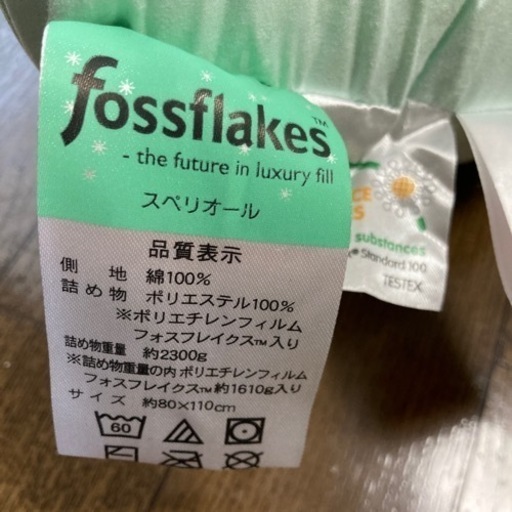 fossflakes™
- the future in luxury fill
スペリオール
品質表示
側　地　綿100%
詰め物　ポリエステル100%
※ポリエチレンフィルム
フォスフレイクス™入り
詰め物重量　約2300g
※詰め物重量の内 ポリエチレンフィルム
フォスフレイクス™約1610g入り
サイズ　約80×110cm
60
substances
® Standard 100
TESTEX